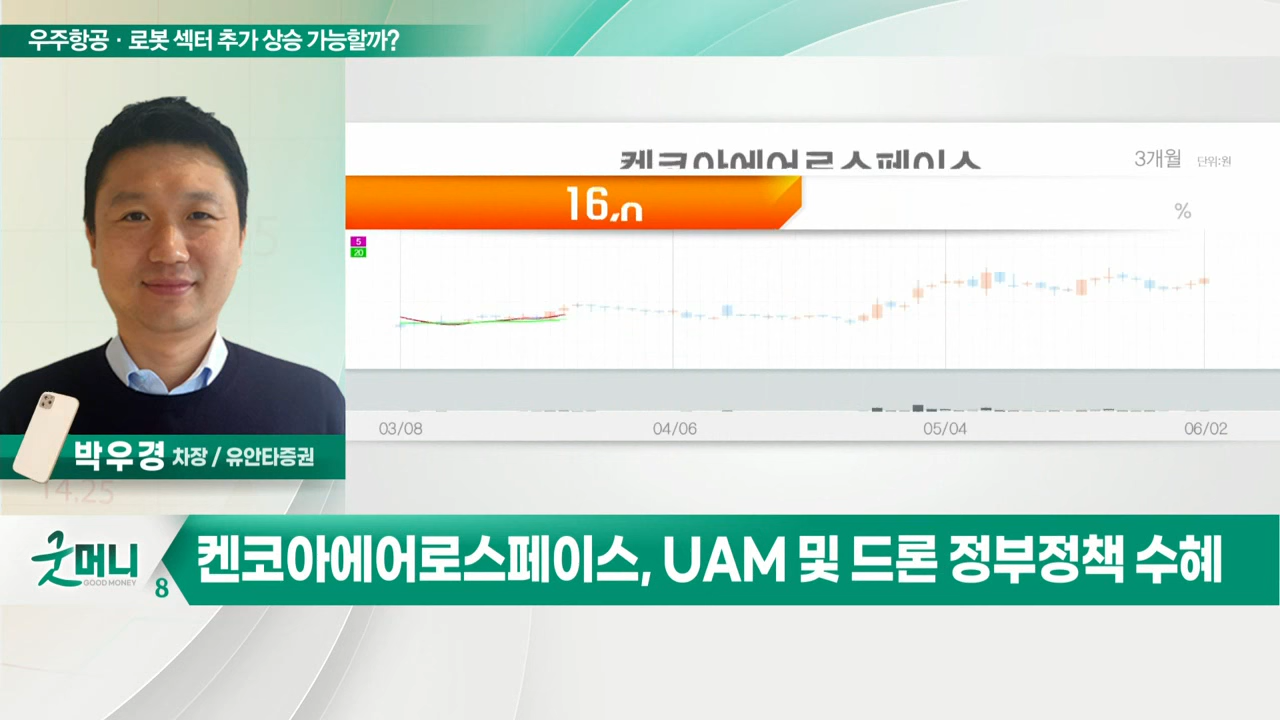 우주항공 · 로봇 섹터 추가 상승 가능할까?
켄코아에어로스페이스
3개월 단위:원
%
5
20
03/08 04/06 05/04 06/02
박우경 차장 / 유안타증권
14.25
굿머니
GOOD MONEY
8
켄코아에어로스페이스, UAM 및 드론 정부정책 수혜